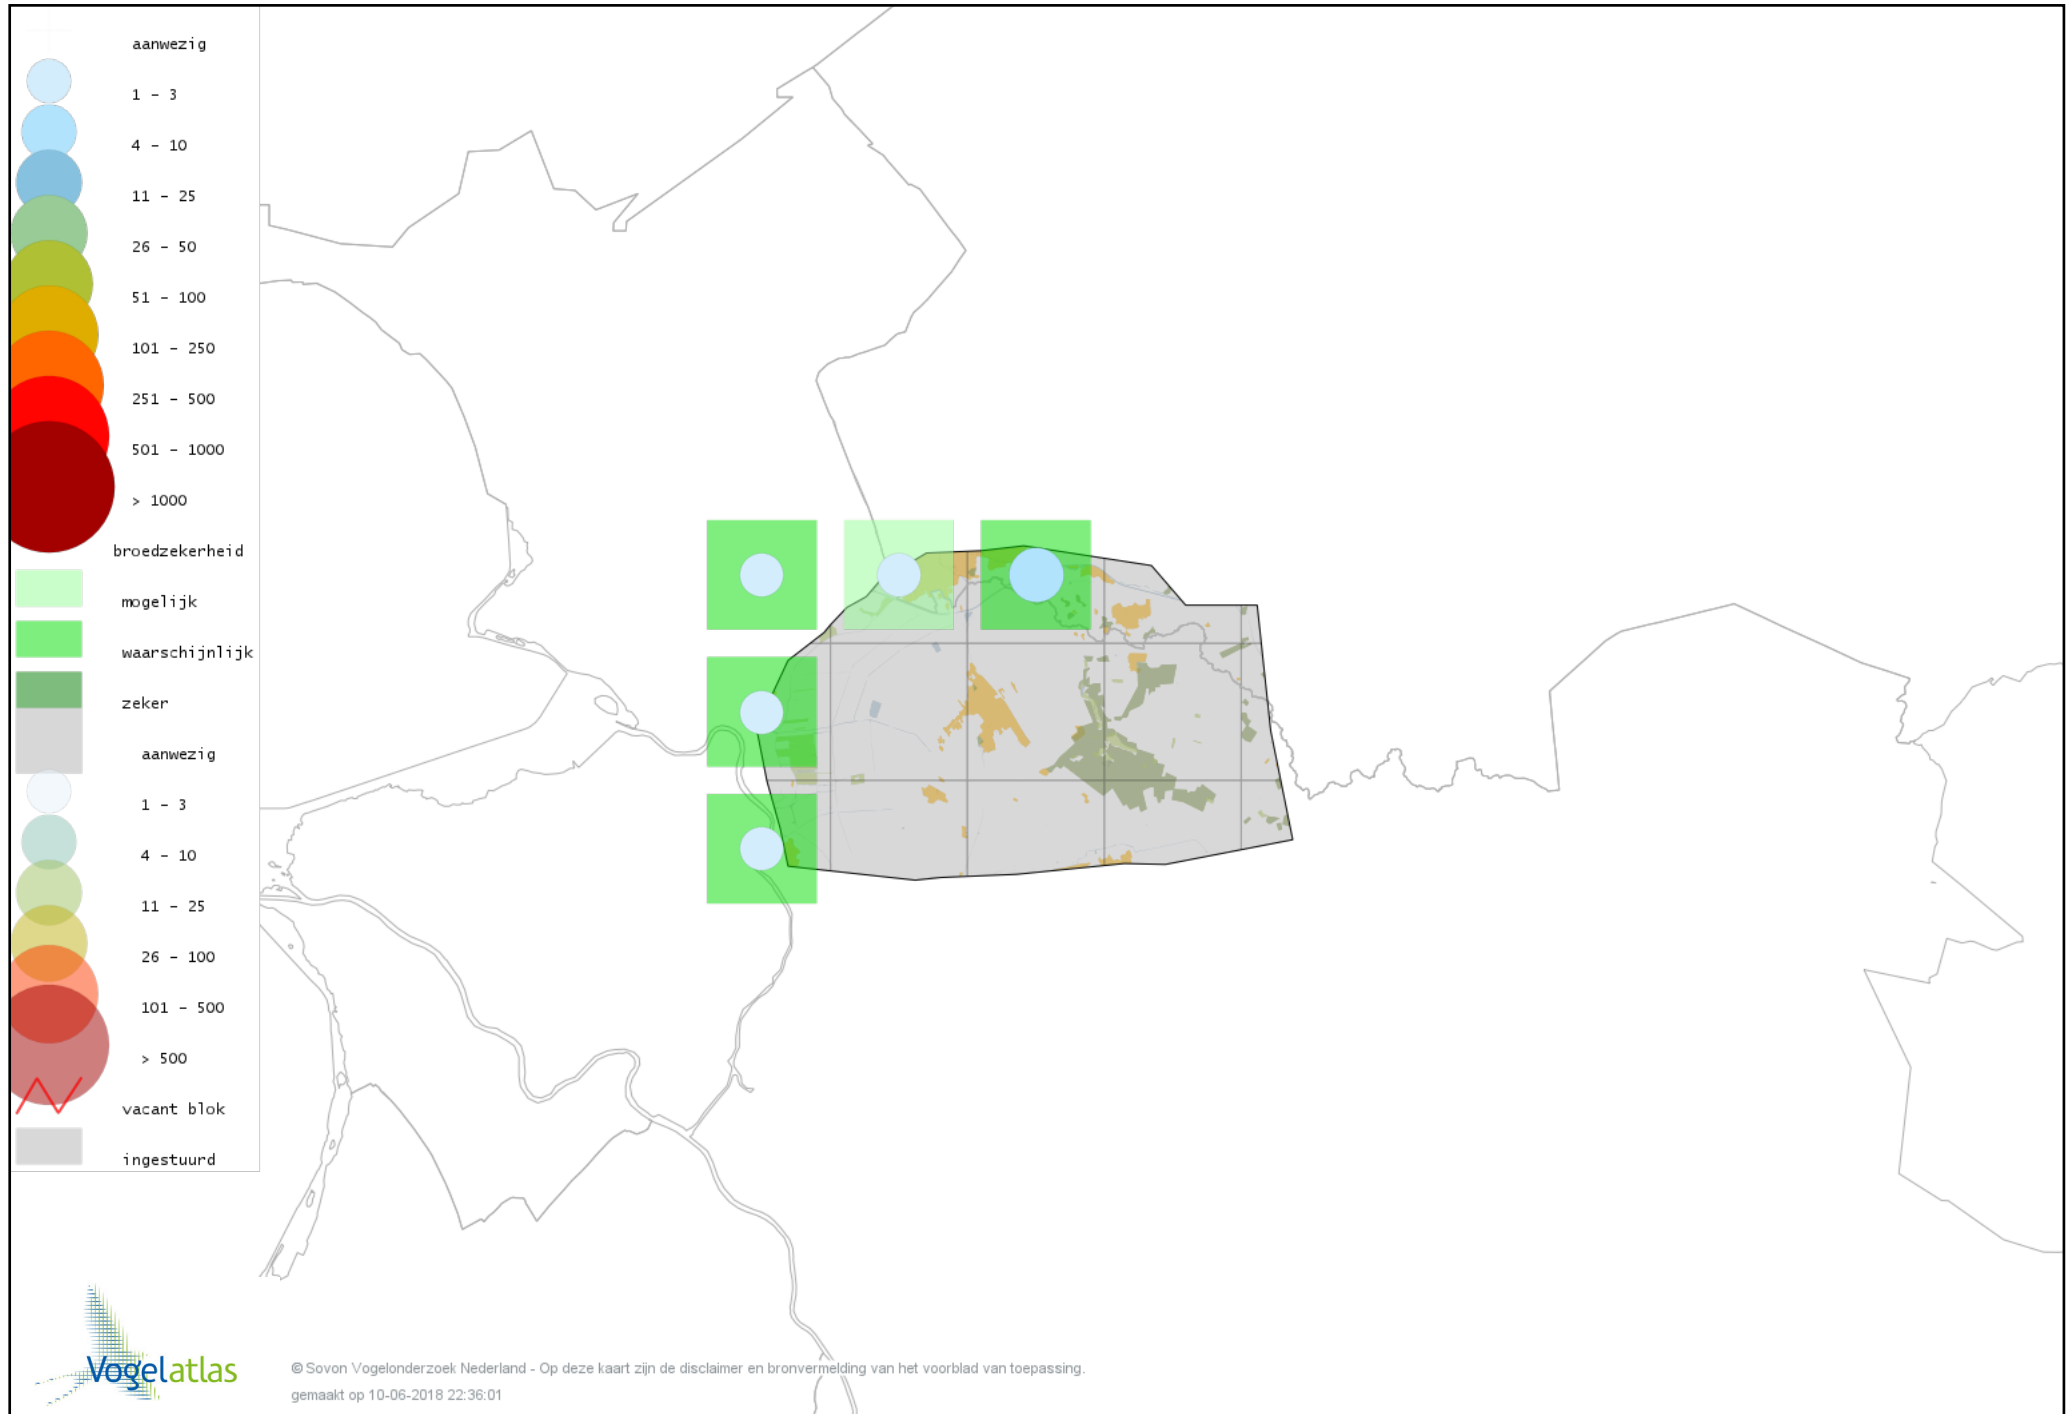 aanwezig
1 - 3
4 - 10
11 - 25
26 - 50
51 - 100
101 - 250
251 - 500
501 - 1000
> 1000
broedzekerheid
mogelijk
waarschijnlijk
zeker
aanwezig
1 - 3
4 - 10
11 - 25
26 - 100
101 - 500
> 500
vacant blok
ingestuurd
Vogelatlas
© Sovon Vogelonderzoek Nederland - Op deze kaart zijn de disclaimer en bronvermelding van het voorblad van toepassing.
gemaakt op 10-06-2018 22:36:01